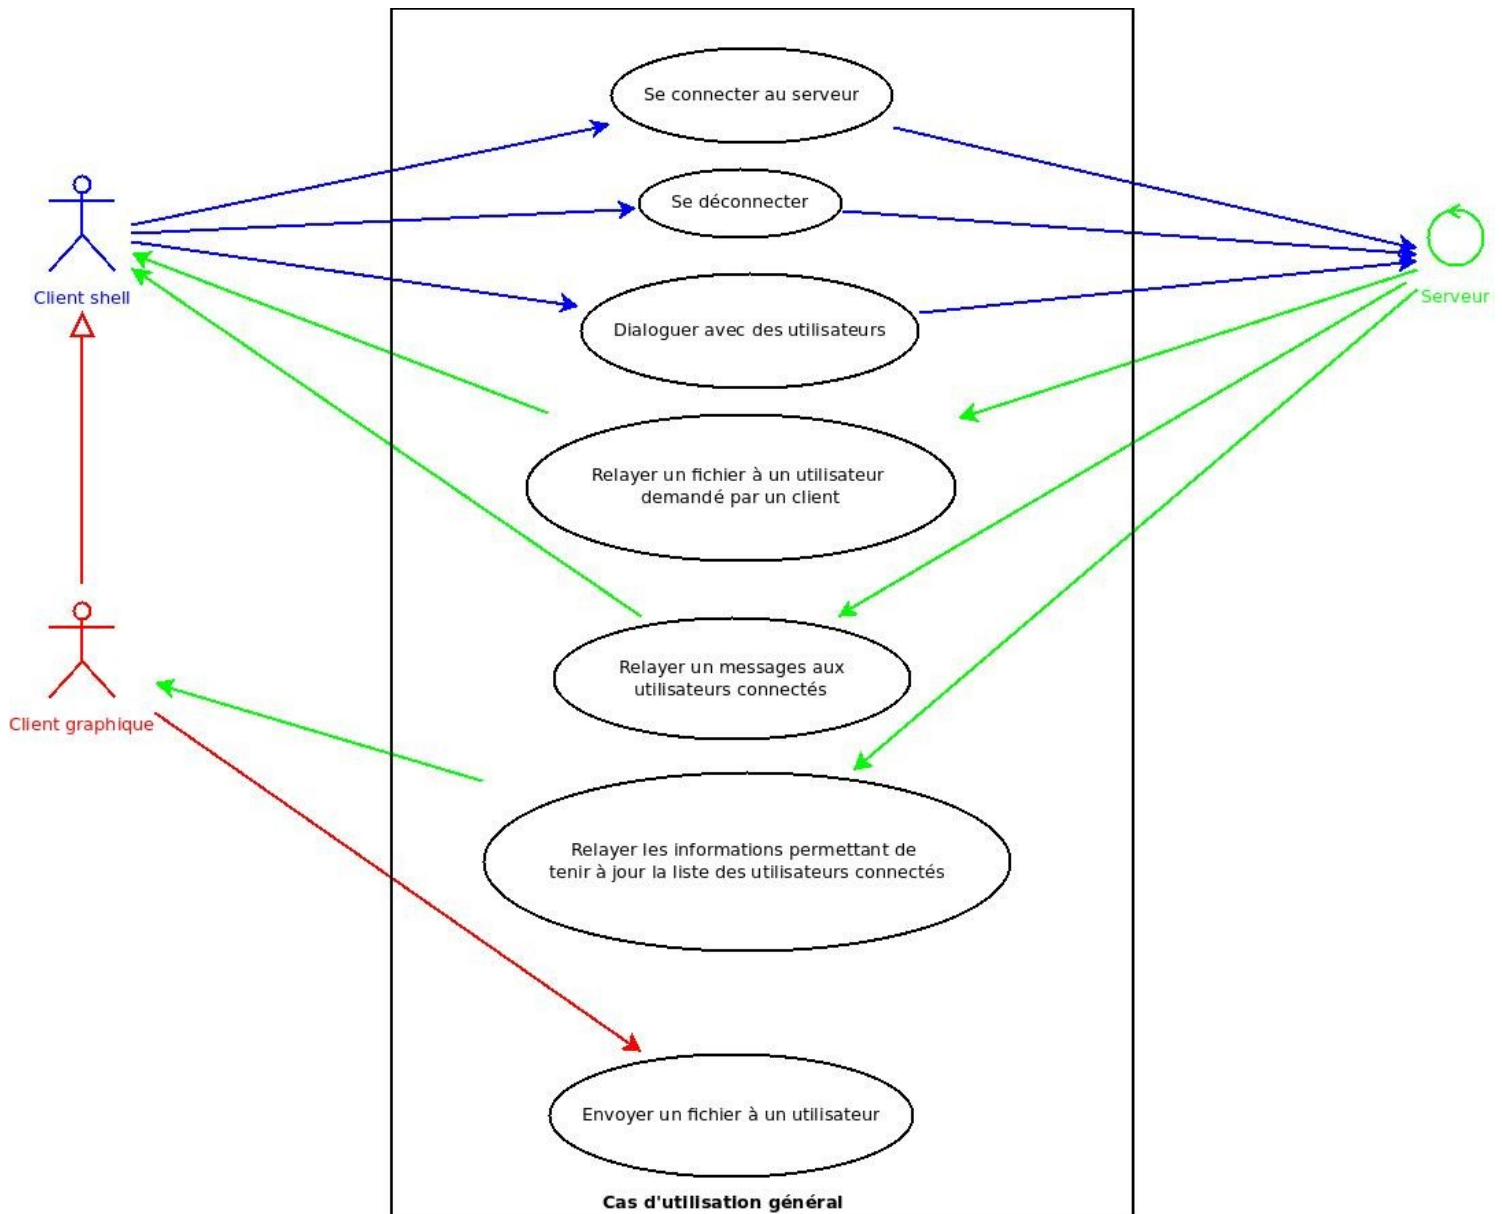 Se connecter au serveur
Se déconnecter
Client shell
Serveur
Dialoguer avec des utilisateurs
Relayer un fichier à un utilisateur
demandé par un client
Relayer un messages aux
utilisateurs connectés
Client graphique
Relayer les informations permettant de
tenir à jour la liste des utilisateurs connectés
Envoyer un fichier à un utilisateur
Cas d'utilisation général